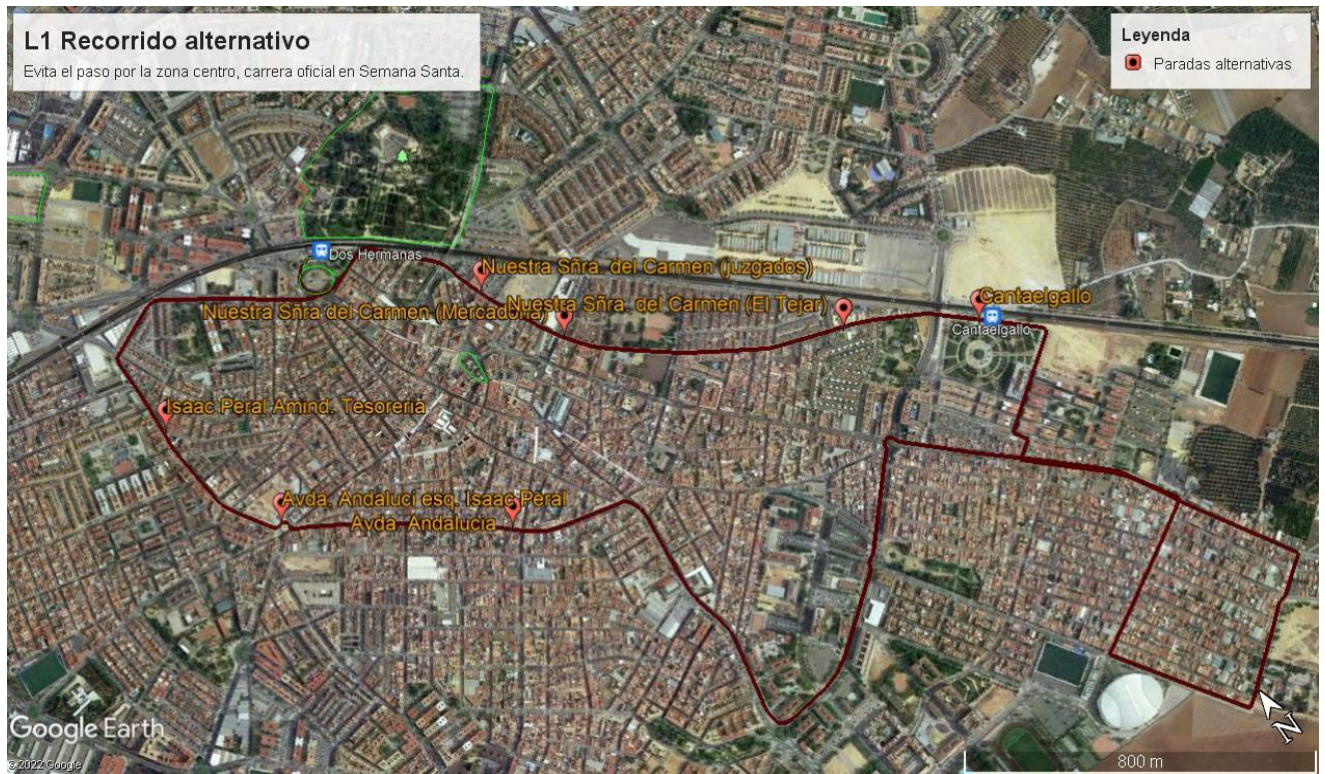 L1 Recorrido alternativo
Evita el paso por la zona centro, carrera oficial en Semana Santa.
Leyenda
Paradas alternativas
Dos Hermanas
Nuestra Sñra. del Carmen (juzgados)
Nuestra Sñra del Carmen (Mercadona)
Nuestra Sñra. del Carmen (El Tejar)
Cantaelgallo
Cantaelgallo
Isaac Peral Amind. Tesoreria
Avda. Andaluci esq. Isaac Peral
Avda. Andalucia
N
Google Earth
© 2022 Google
800 m